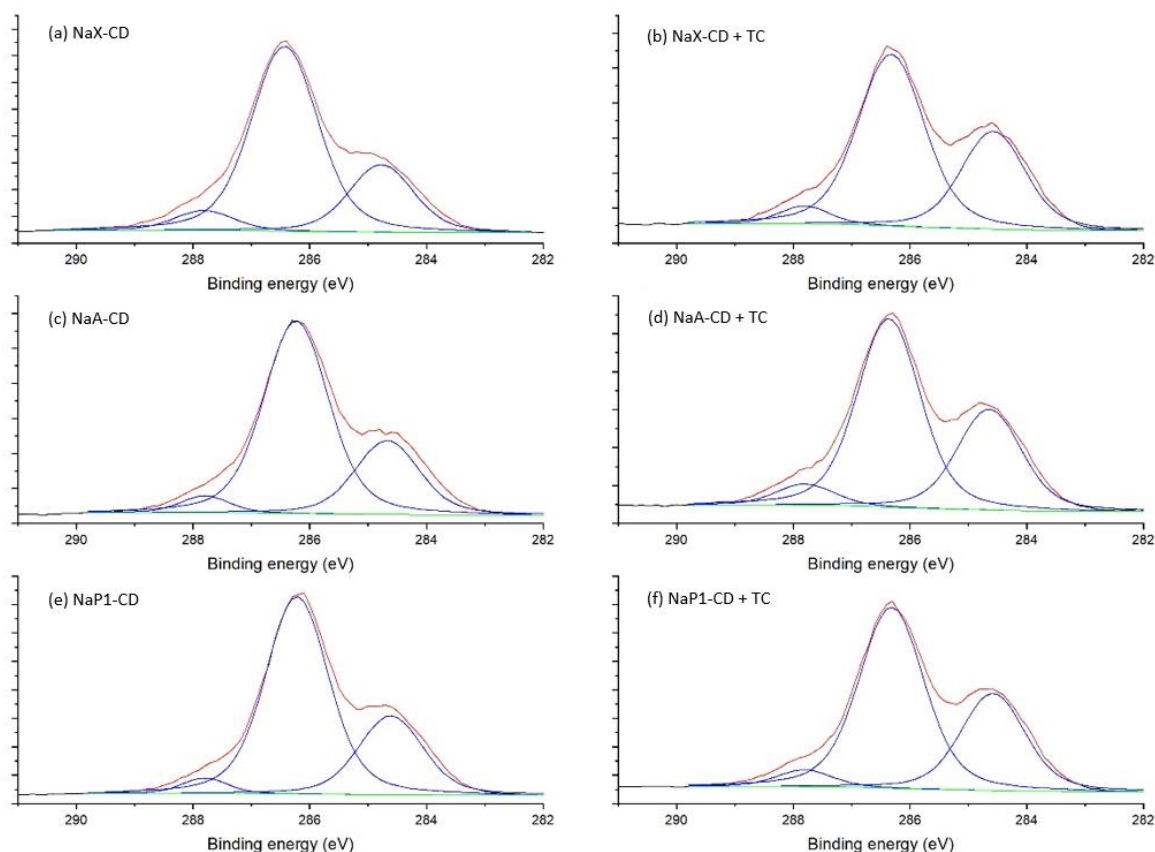 (a) NaX-CD
290 288 286 284 282
Binding energy (eV)
(b) NaX-CD + TC
290 288 286 284 282
Binding energy (eV)
(c) NaA-CD
290 288 286 284 282
Binding energy (eV)
(d) NaA-CD + TC
290 288 286 284 282
Binding energy (eV)
(e) NaP1-CD
290 288 286 284 282
Binding energy (eV)
(f) NaP1-CD + TC
290 288 286 284 282
Binding energy (eV)